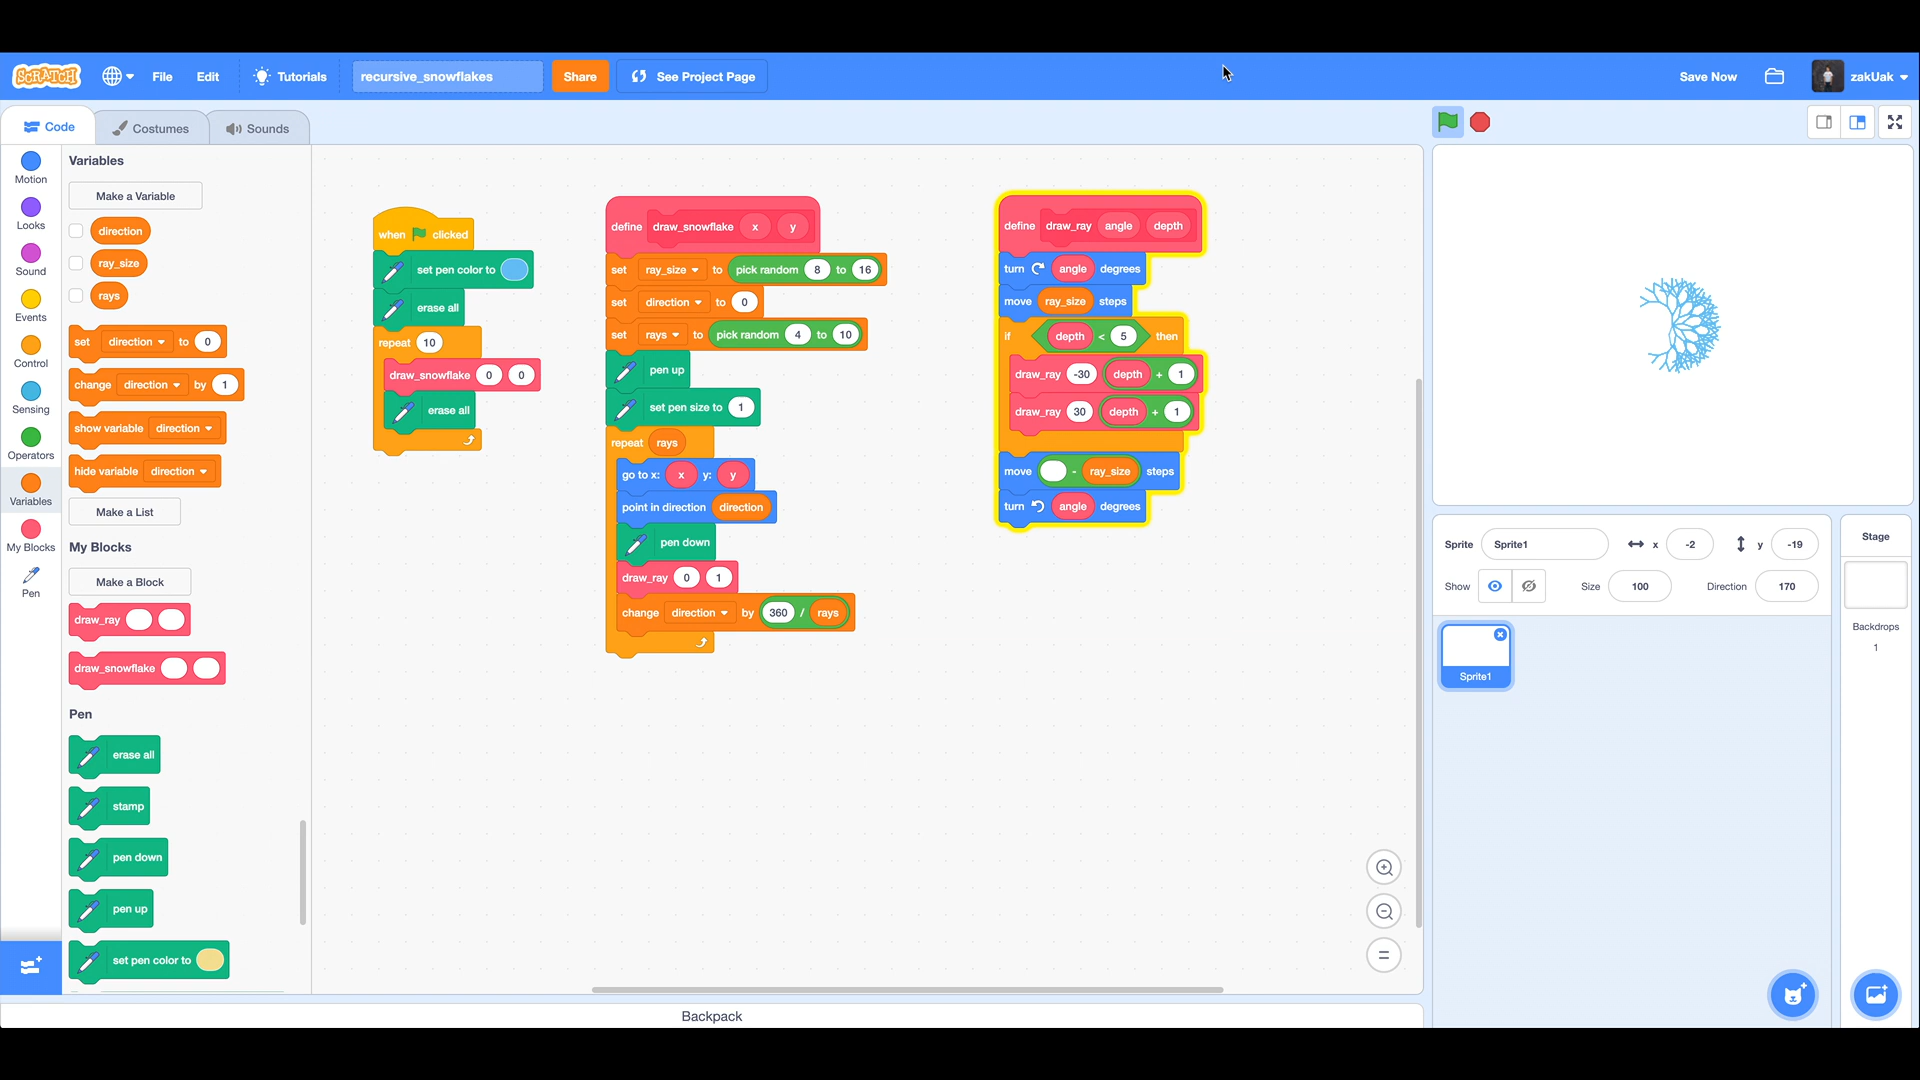 SCRATCH File Edit Tutorials recursive_snowflakes Share See Project Page Save Now zakUak
Code Costumes Sounds
Motion
Looks
Sound
Events
Control
Sensing
Operators
Variables
My Blocks
Pen
Variables
Make a Variable
direction
ray_size
rays
set direction to 0
change direction by 1
show variable direction
hide variable direction
Make a List
My Blocks
Make a Block
draw_ray
draw_snowflake
Pen
erase all
stamp
pen down
pen up
set pen color to
when clicked
set pen color to
erase all
repeat 10
draw_snowflake 0 0
erase all
define draw_snowflake x y
set ray_size to pick random 8 to 16
set direction to 0
set rays to pick random 4 to 10
pen up
set pen size to 1
repeat rays
go to x: x y: y
point in direction direction
pen down
draw_ray 0 1
change direction by 360 / rays
define draw_ray angle depth
turn angle degrees
move ray_size steps
if depth < 5 then
draw_ray -30 depth + 1
draw_ray 30 depth + 1
move - ray_size steps
turn angle degrees
Sprite Sprite1 x -2 y -19
Show Size 100 Direction 170
Sprite1
Stage
Backdrops
1
Backpack